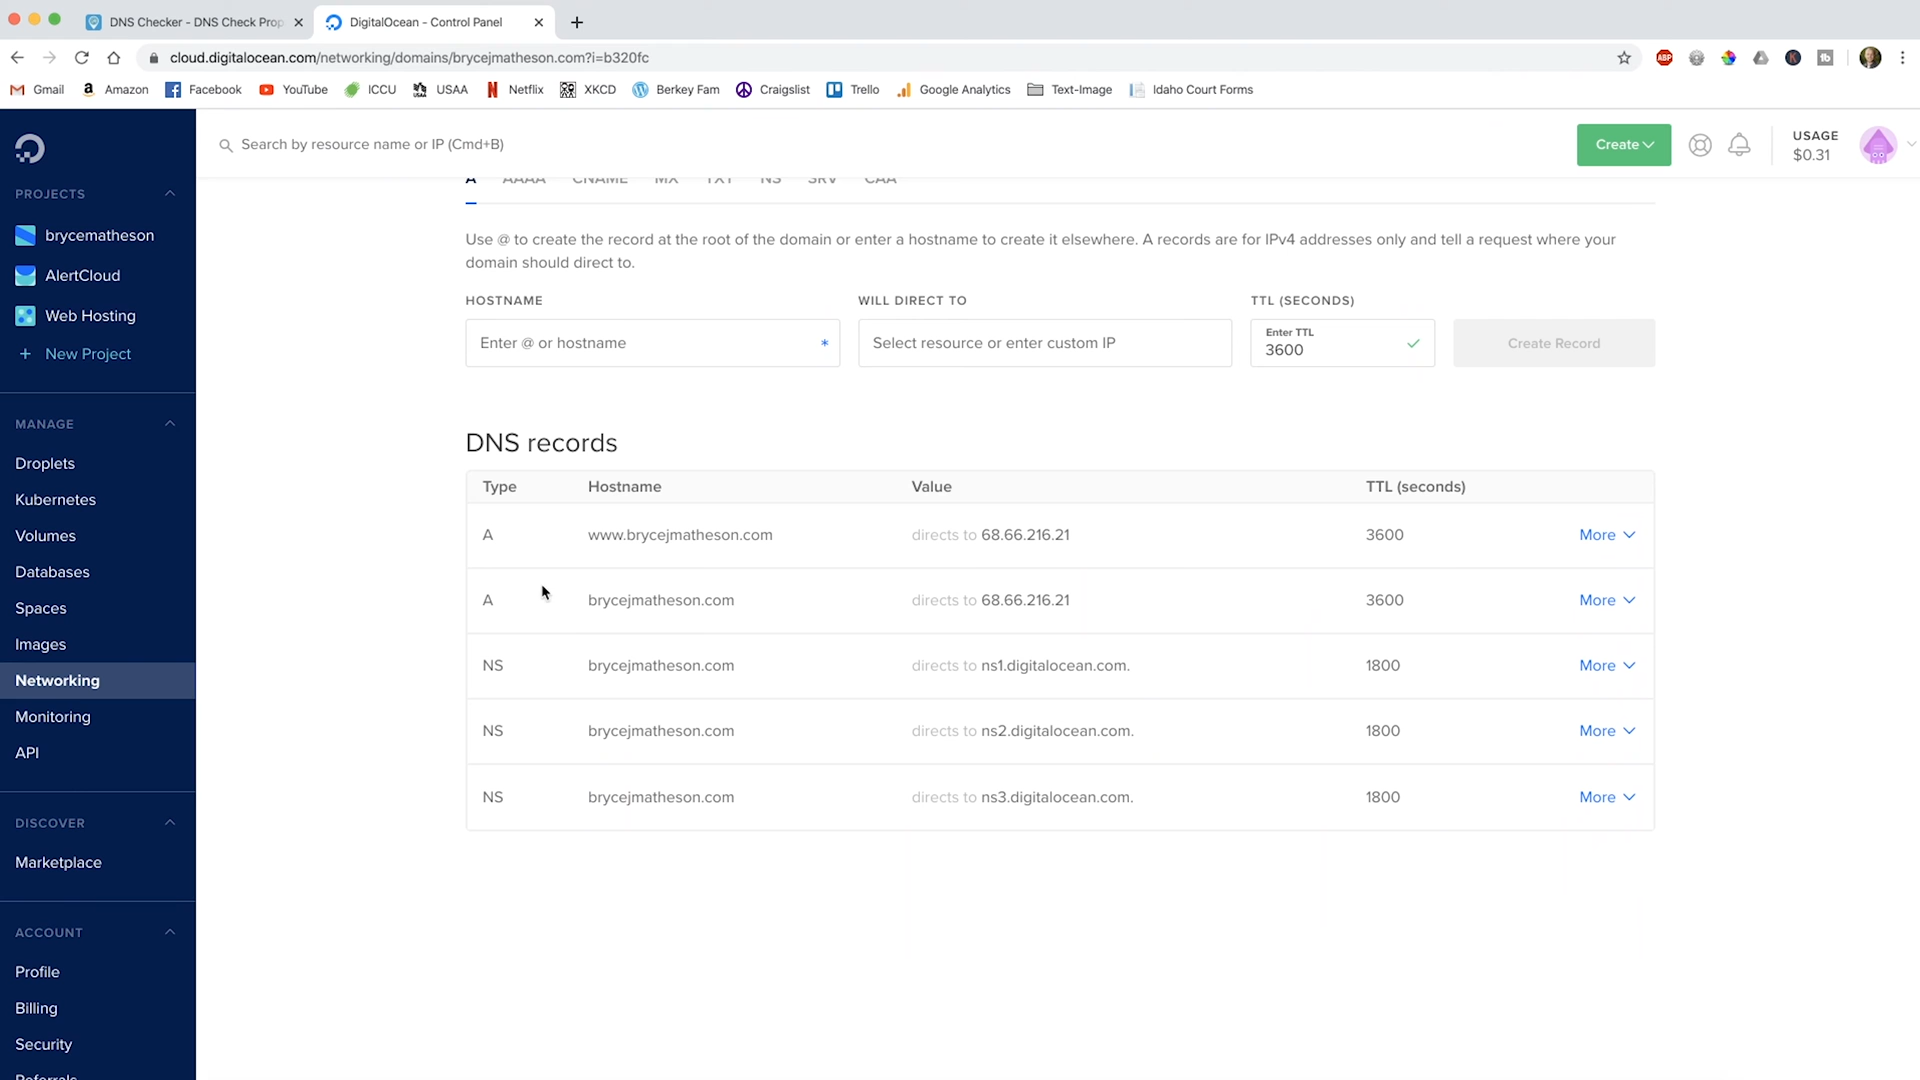 DNS Checker - DNS Check Prop
DigitalOcean - Control Panel
cloud.digitalocean.com/networking/domains/brycejmatheson.com?i=b320fc
ABP
K
Gmail
Amazon
Facebook
YouTube
ICCU
USAA
Netflix
XKCD
Berkey Fam
Craigslist
Trello
Google Analytics
Text-Image
Idaho Court Forms
Search by resource name or IP (Cmd+B)
Create
USAGE
$0.31
PROJECTS
brycematheson
AlertCloud
Web Hosting
+ New Project
MANAGE
Droplets
Kubernetes
Volumes
Databases
Spaces
Images
Networking
Monitoring
API
DISCOVER
Marketplace
ACCOUNT
Profile
Billing
Security
Referrals
A AAAA CNAME MX TXT NS SRV CAA
Use @ to create the record at the root of the domain or enter a hostname to create it elsewhere. A records are for IPv4 addresses only and tell a request where your
domain should direct to.
HOSTNAME
Enter @ or hostname *
WILL DIRECT TO
Select resource or enter custom IP
TTL (SECONDS)
Enter TTL
3600
Create Record
DNS records
Type Hostname Value TTL (seconds)
A www.brycejmatheson.com directs to 68.66.216.21 3600 More
A brycejmatheson.com directs to 68.66.216.21 3600 More
NS brycejmatheson.com directs to ns1.digitalocean.com. 1800 More
NS brycejmatheson.com directs to ns2.digitalocean.com. 1800 More
NS brycejmatheson.com directs to ns3.digitalocean.com. 1800 More